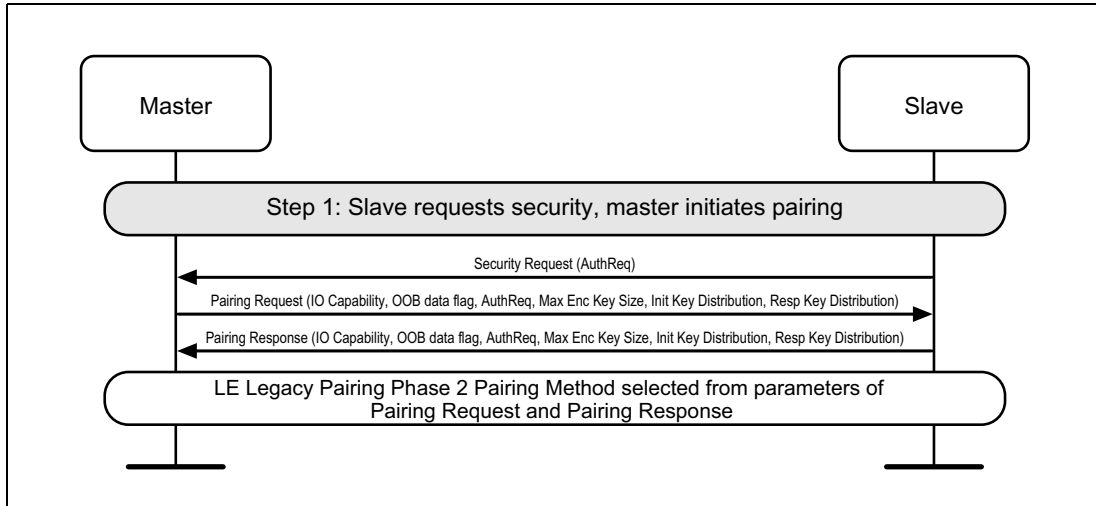 Master
Slave
Step 1: Slave requests security, master initiates pairing
Security Request (AuthReq)
Pairing Request (IO Capability, OOB data flag, AuthReq, Max Enc Key Size, Init Key Distribution, Resp Key Distribution)
Pairing Response (IO Capability, OOB data flag, AuthReq, Max Enc Key Size, Init Key Distribution, Resp Key Distribution)
LE Legacy Pairing Phase 2 Pairing Method selected from parameters of
Pairing Request and Pairing Response